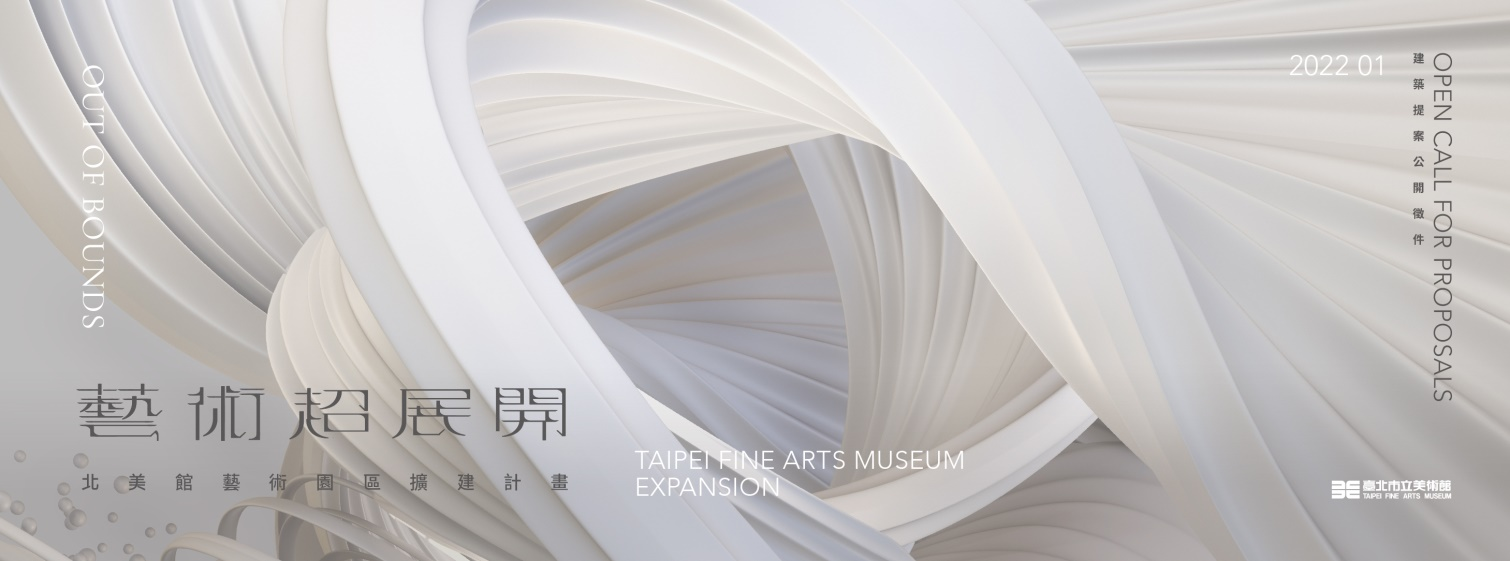 OUT OF BOUNDS
藝術超展開
北美館藝術園區擴建計畫
TAIPEI FINE ARTS MUSEUM
EXPANSION
2022 01
建築提案公開徵件
OPEN CALL FOR PROPOSALS
臺北市立美術館
TAIPEI FINE ARTS MUSEUM